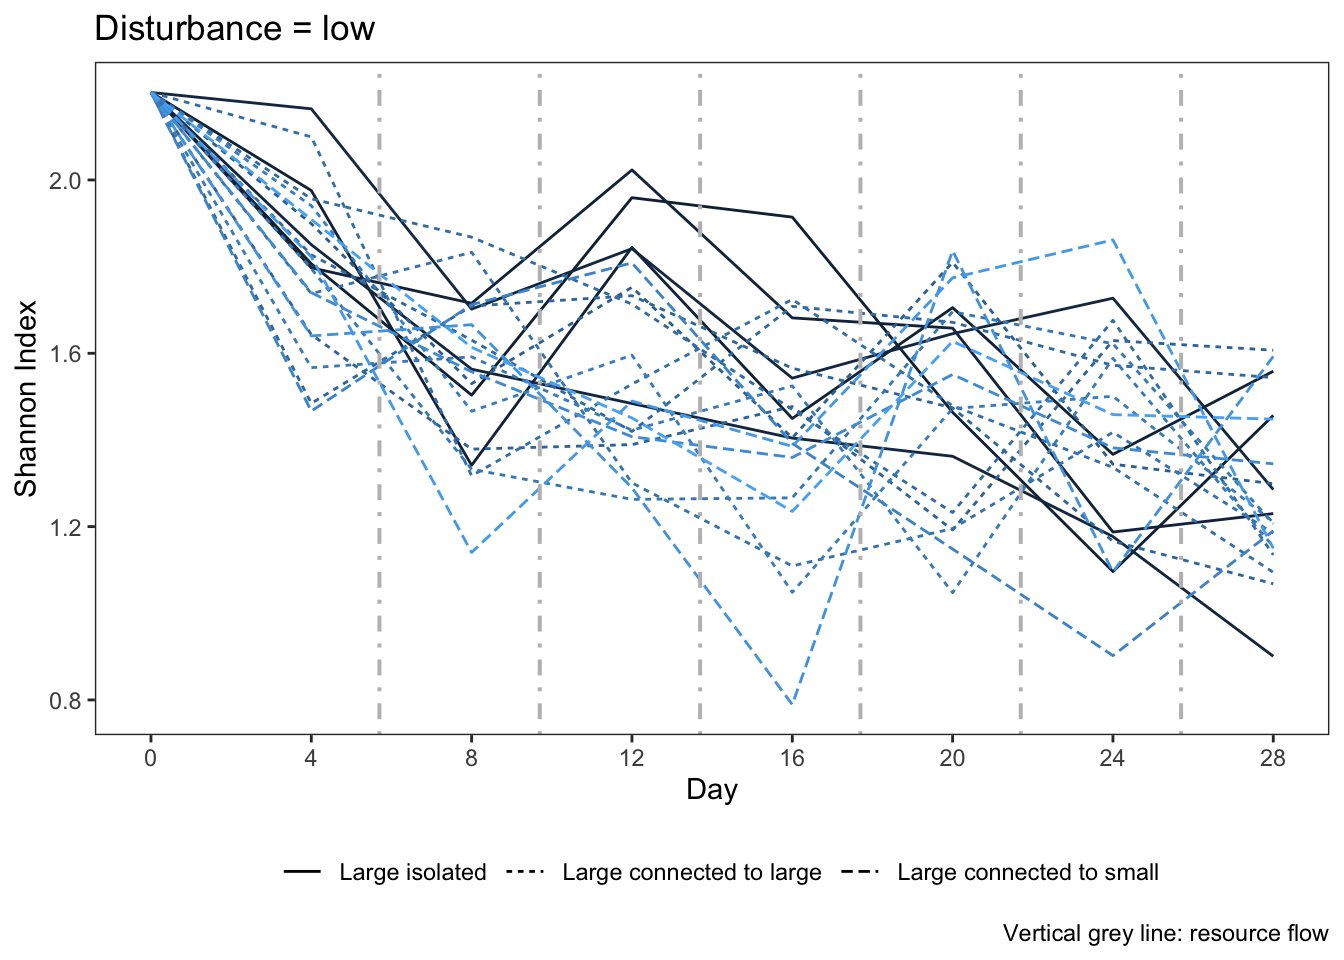 Disturbance = low
Shannon Index
2.0
1.6
1.2
0.8
0 4 8 12 16 20 24 28
Day
Large isolated Large connected to large Large connected to small
Vertical grey line: resource flow